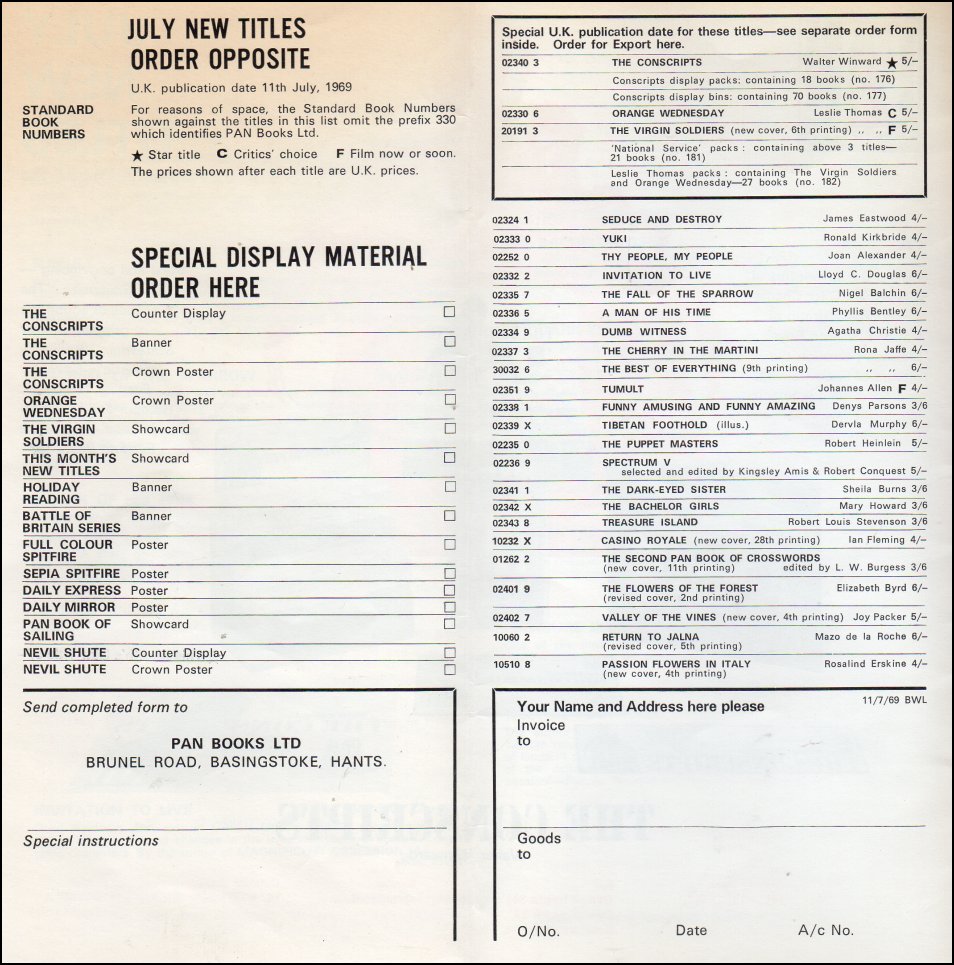 JULY NEW TITLES
ORDER OPPOSITE
U.K. publication date 11th July, 1969
STANDARD
BOOK
NUMBERS
For reasons of space, the Standard Book Numbers
shown against the titles in this list omit the prefix 330
which identifies PAN Books Ltd.
★ Star title C Critics' choice F Film now or soon.
The prices shown after each title are U.K. prices.
SPECIAL DISPLAY MATERIAL
ORDER HERE
THE
CONSCRIPTS Counter Display □
THE
CONSCRIPTS Banner □
THE
CONSCRIPTS Crown Poster □
ORANGE
WEDNESDAY Crown Poster □
THE VIRGIN
SOLDIERS Showcard □
THIS MONTH'S
NEW TITLES Showcard □
HOLIDAY
READING Banner □
BATTLE OF
BRITAIN SERIES Banner □
FULL COLOUR
SPITFIRE Poster □
SEPIA SPITFIRE Poster □
DAILY EXPRESS Poster □
DAILY MIRROR Poster □
PAN BOOK OF
SAILING Showcard □
NEVIL SHUTE Counter Display □
NEVIL SHUTE Crown Poster □
Send completed form to
PAN BOOKS LTD
BRUNEL ROAD, BASINGSTOKE, HANTS.
Special instructions
Special U.K. publication date for these titles—see separate order form
inside. Order for Export here.
02340 3 THE CONSCRIPTS Walter Winward ★ 5/–
Conscripts display packs: containing 18 books (no. 176)
Conscripts display bins: containing 70 books (no. 177)
02330 6 ORANGE WEDNESDAY Leslie Thomas C 5/–
20191 3 THE VIRGIN SOLDIERS (new cover, 6th printing) ,, ,, F 5/–
'National Service' packs : containing above 3 titles—
21 books (no. 181)
Leslie Thomas packs : containing The Virgin Soldiers
and Orange Wednesday—27 books (no. 182)
02324 1 SEDUCE AND DESTROY James Eastwood 4/–
02333 0 YUKI Ronald Kirkbride 4/–
02252 0 THY PEOPLE, MY PEOPLE Joan Alexander 4/–
02332 2 INVITATION TO LIVE Lloyd C. Douglas 6/–
02335 7 THE FALL OF THE SPARROW Nigel Balchin 6/–
02336 5 A MAN OF HIS TIME Phyllis Bentley 6/–
02334 9 DUMB WITNESS Agatha Christie 4/–
02337 3 THE CHERRY IN THE MARTINI Rona Jaffe 4/–
30032 6 THE BEST OF EVERYTHING (9th printing) ,, ,, 6/–
02351 9 TUMULT Johannes Allen F 4/–
02338 1 FUNNY AMUSING AND FUNNY AMAZING Denys Parsons 3/6
02339 X TIBETAN FOOTHOLD (illus.) Dervla Murphy 6/–
02235 0 THE PUPPET MASTERS Robert Heinlein 5/–
02236 9 SPECTRUM V
selected and edited by Kingsley Amis & Robert Conquest 5/–
02341 1 THE DARK-EYED SISTER Sheila Burns 3/6
02342 X THE BACHELOR GIRLS Mary Howard 3/6
02343 8 TREASURE ISLAND Robert Louis Stevenson 3/6
10232 X CASINO ROYALE (new cover, 28th printing) Ian Fleming 4/–
01262 2 THE SECOND PAN BOOK OF CROSSWORDS
(new cover, 11th printing) edited by L. W. Burgess 3/6
02401 9 THE FLOWERS OF THE FOREST Elizabeth Byrd 6/–
(revised cover, 2nd printing)
02402 7 VALLEY OF THE VINES (new cover, 4th printing) Joy Packer 5/–
10060 2 RETURN TO JALNA Mazo de la Roche 6/–
(revised cover, 5th printing)
10510 8 PASSION FLOWERS IN ITALY Rosalind Erskine 4/–
(new cover, 4th printing)
Your Name and Address here please 11/7/69 BWL
Invoice
to
Goods
to
O/No. Date A/c No.